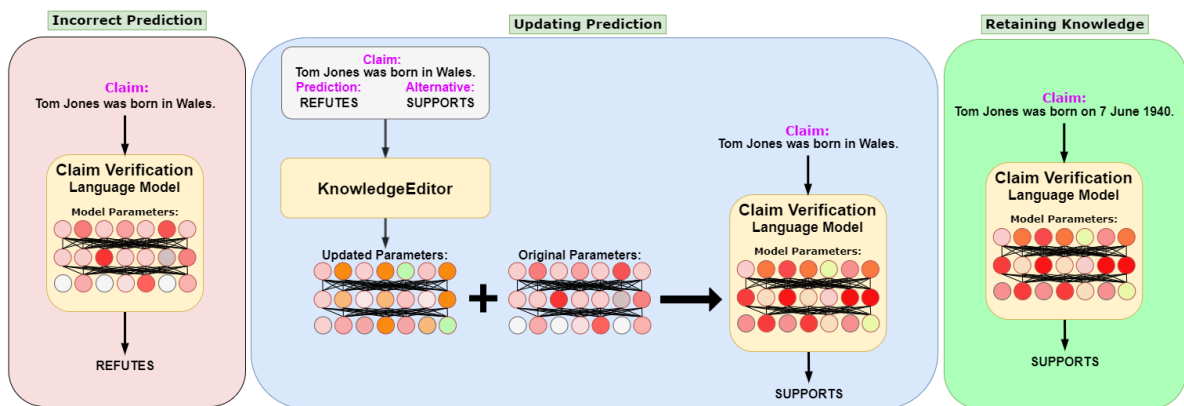 Incorrect Prediction
Claim:
Tom Jones was born in Wales.
Claim Verification
Language Model
Model Parameters:
REFUTES
Updating Prediction
Claim:
Tom Jones was born in Wales.
Prediction: Alternative:
REFUTES SUPPORTS
KnowledgeEditor
Updated Parameters: Original Parameters:
+
Claim:
Tom Jones was born in Wales.
Claim Verification
Language Model
Model Parameters:
SUPPORTS
Retaining Knowledge
Claim:
Tom Jones was born on 7 June 1940.
Claim Verification
Language Model
Model Parameters:
SUPPORTS